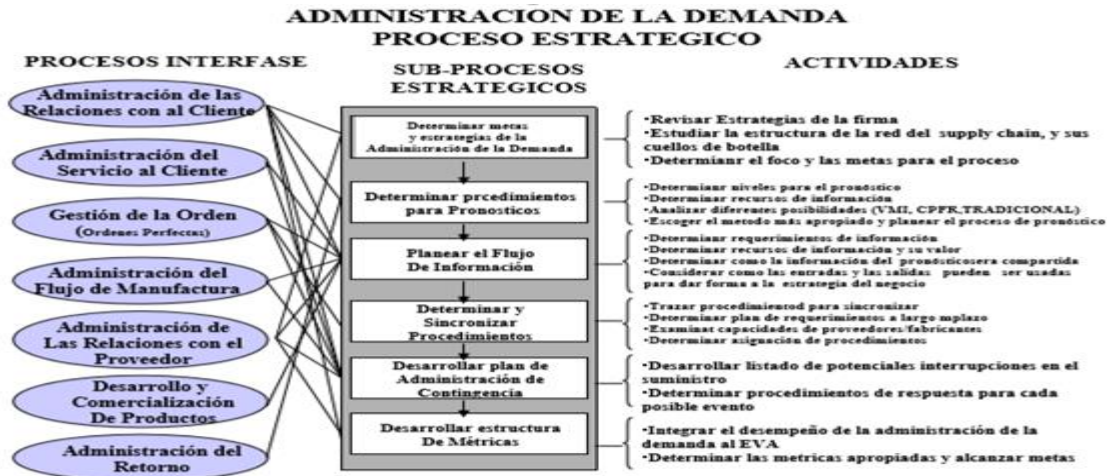 ADMINISTRACIÓN DE LA DEMANDA
PROCESO ESTRATEGICO
PROCESOS INTERFASE
SUB-PROCESOS
ESTRATEGICOS
ACTIVIDADES
Administración de las
Relaciones con al Cliente
Administración del
Servicio al Cliente
Gestión de la Orden
(Ordenes Perfectas)
Administración del
Flujo de Manufactura
Administración de
Las Relaciones con el
Proveedor
Desarrollo y
Comercialización
De Productos
Administración del
Retorno
Determinar metas
y estrategias de la
Administración de la Demanda
Determinar prcedimientos
para Pronosticos
Planear el Flujo
De Información
Determinar y
Sincronizar
Procedimientos
Desarrollar plan de
Administración de
Contingencia
Desarrollar estructura
De Métricas
•Revisar Estrategias de la firma
•Estudiar la estructura de la red del supply chain, y sus
cuellos de botella
•Determianr el foco y las metas para el proceso
•Determianr niveles para el pronóstico
•Determinar recursos de información
•Analizar diferentes posibilidades (VMI, CPFR,TRADICIONAL)
•Escoger el metodo más apropiado y planear el proceso de pronóstico
•Determinar requerimientos de información
•Determinar recursos de información y su valor
•Determinar como la información del pronósticosera compartida
•Considerar como las entradas y las salidas pueden ser usadas
para dar forma a la estrategia del negocio
•Trazar procedimientod para sincronizar
•Determinar plan de requerimientos a largo mplazo
•Examinar capacidades de proveedores/fabricantes
•Determinar asignación de procedimientos
•Desarrollar listado de potenciales interrupciones en el
suministro
•Determinar procedimientos de respuesta para cada
posible evento
•Integrar el desempeño de la administración de la
demanda al EVA
•Determinar las metricas apropiadas y alcanzar metas